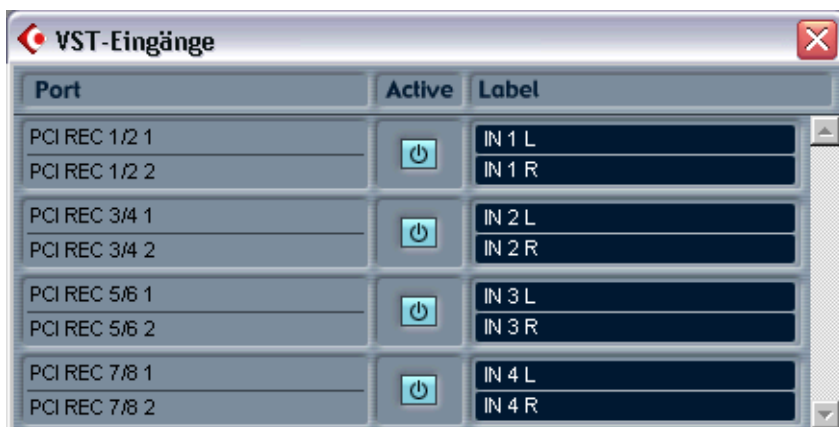 VST-Eingänge
Port Active Label
PCI REC 1/2 1 IN 1 L
PCI REC 1/2 2 IN 1 R
PCI REC 3/4 1 IN 2 L
PCI REC 3/4 2 IN 2 R
PCI REC 5/6 1 IN 3 L
PCI REC 5/6 2 IN 3 R
PCI REC 7/8 1 IN 4 L
PCI REC 7/8 2 IN 4 R